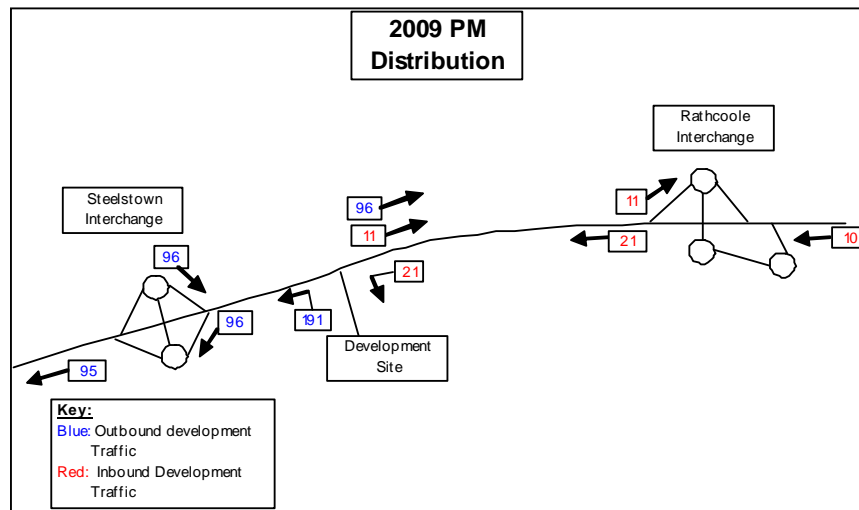 2009 PM
Distribution
Rathcoole
Interchange
Steelstown
Interchange
96
11
11
21
10
96
21
96
191
95
Development
Site
Key:
Blue: Outbound development
Traffic
Red: Inbound Development
Traffic